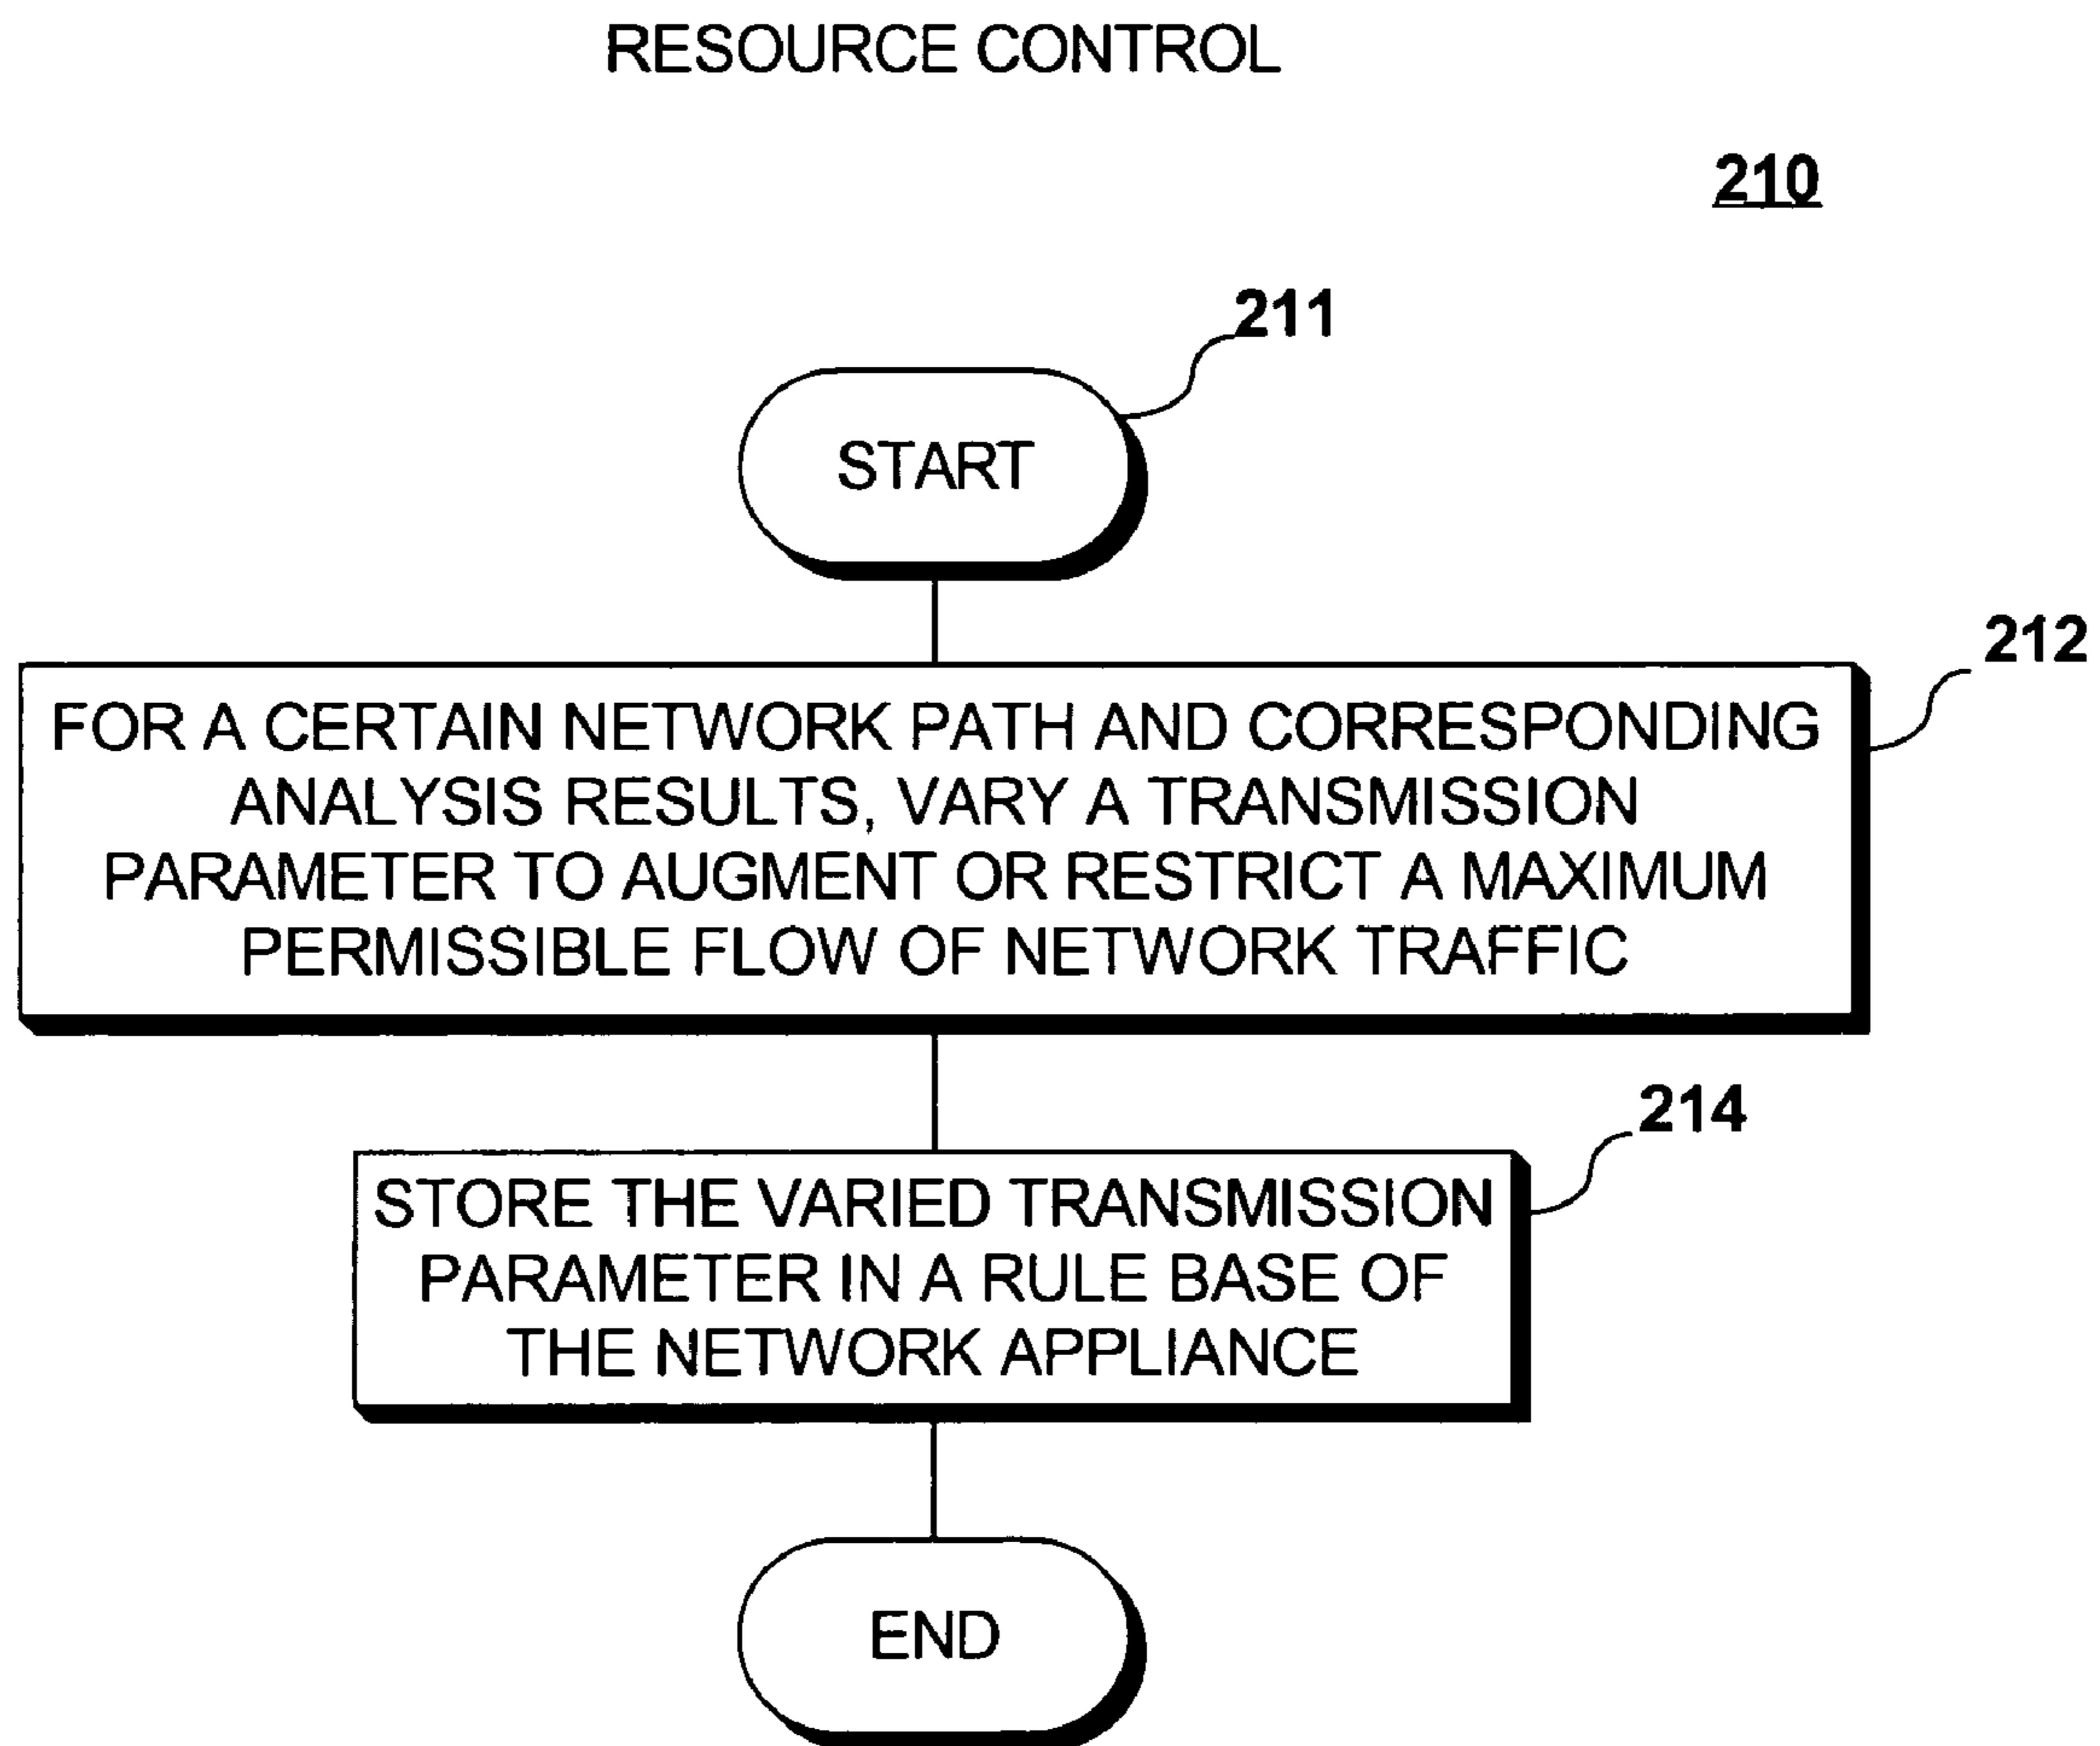 RESOURCE CONTROL
210
211
START
212
FOR A CERTAIN NETWORK PATH AND CORRESPONDING
ANALYSIS RESULTS, VARY A TRANSMISSION
PARAMETER TO AUGMENT OR RESTRICT A MAXIMUM
PERMISSIBLE FLOW OF NETWORK TRAFFIC
214
STORE THE VARIED TRANSMISSION
PARAMETER IN A RULE BASE OF
THE NETWORK APPLIANCE
END